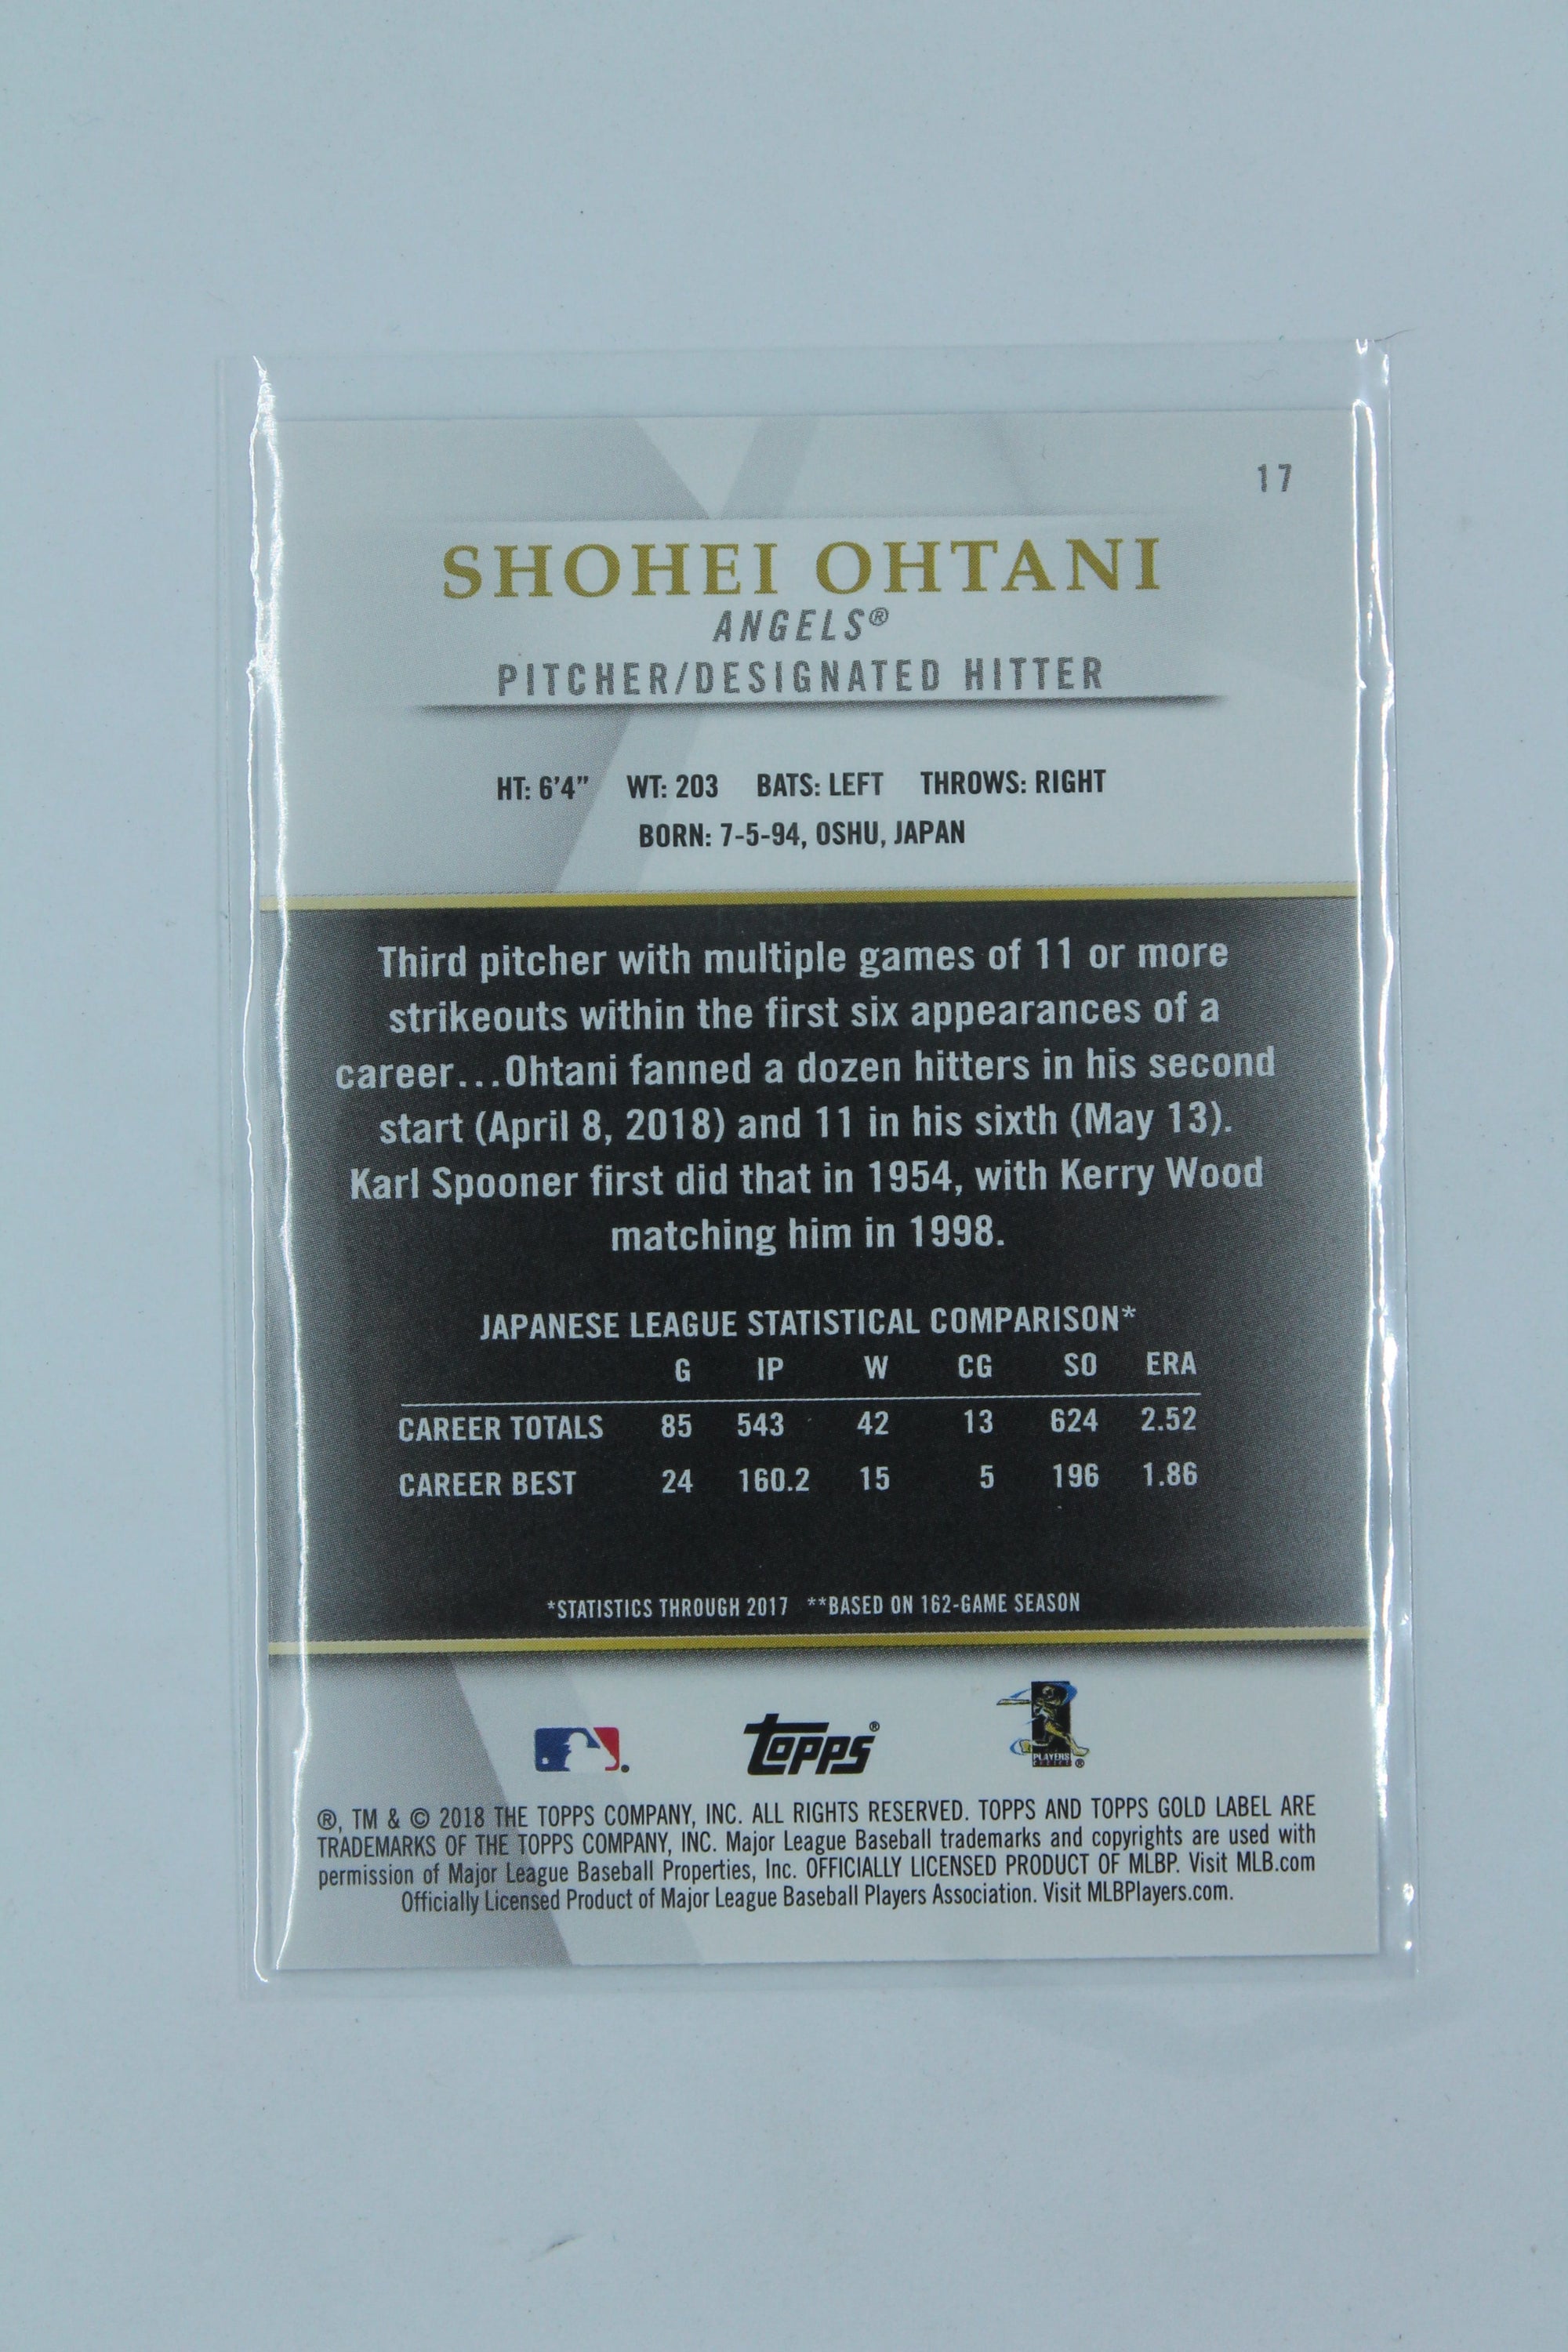 17
SHOHEI OHTANI
ANGELS®
PITCHER/DESIGNATED HITTER
HT: 6'4" WT: 203 BATS: LEFT THROWS: RIGHT
BORN: 7-5-94, OSHU, JAPAN
Third pitcher with multiple games of 11 or more
strikeouts within the first six appearances of a
career...Ohtani fanned a dozen hitters in his second
start (April 8, 2018) and 11 in his sixth (May 13).
Karl Spooner first did that in 1954, with Kerry Wood
matching him in 1998.
JAPANESE LEAGUE STATISTICAL COMPARISON*
G IP W CG SO ERA
CAREER TOTALS 85 543 42 13 624 2.52
CAREER BEST 24 160.2 15 5 196 1.86
*STATISTICS THROUGH 2017 **BASED ON 162-GAME SEASON
Topps®
PLAYERS
®
®, TM & © 2018 THE TOPPS COMPANY, INC. ALL RIGHTS RESERVED. TOPPS AND TOPPS GOLD LABEL ARE
TRADEMARKS OF THE TOPPS COMPANY, INC. Major League Baseball trademarks and copyrights are used with
permission of Major League Baseball Properties, Inc. OFFICIALLY LICENSED PRODUCT OF MLBP. Visit MLB.com
Officially Licensed Product of Major League Baseball Players Association. Visit MLBPlayers.com.